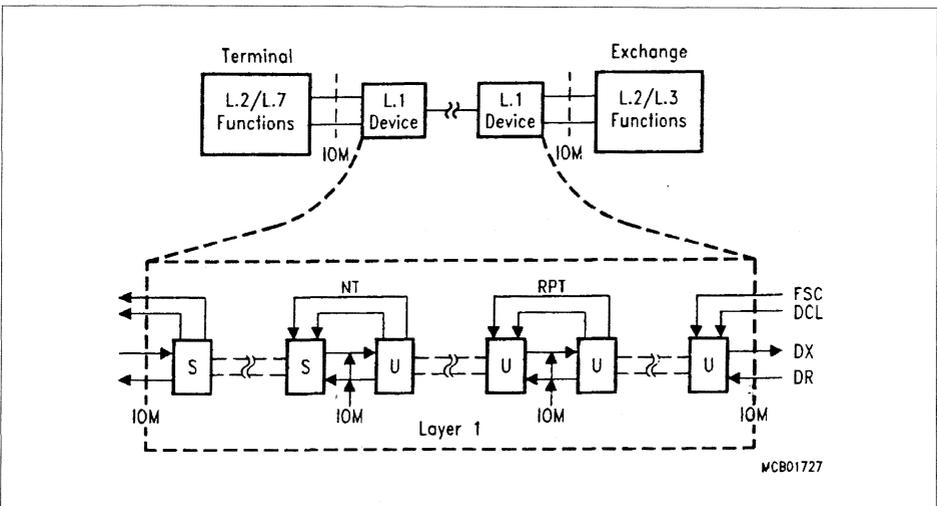 Terminal
Exchange
L.2/L.7
Functions
L.1
Device
L.1
Device
L.2/L.3
Functions
IOM
IOM
NT
RPT
FSC
DCL
DX
DR
S
S
U
U
U
U
IOM
IOM
IOM
IOM
Layer 1
MCB01727